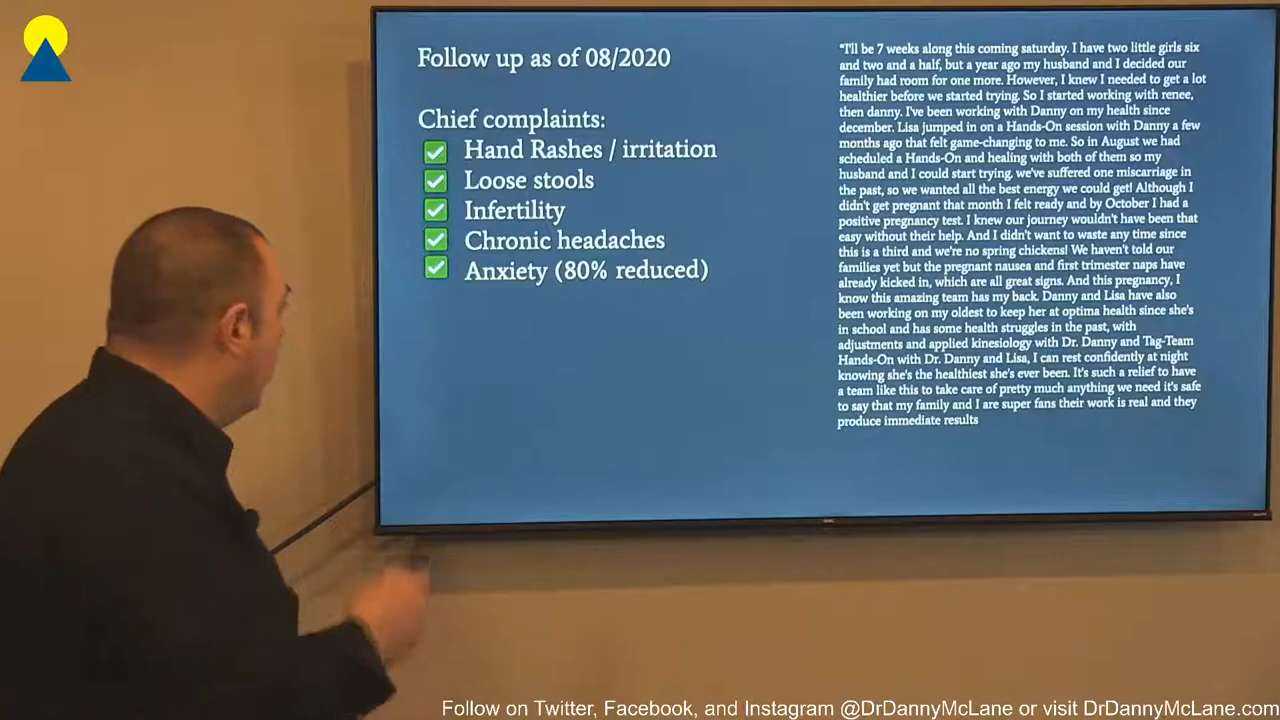 Follow up as of 08/2020
Chief complaints:
Hand Rashes / irritation
Loose stools
Infertility
Chronic headaches
Anxiety (80% reduced)
"I'll be 7 weeks along this coming saturday. I have two little girls six
and two and a half, but a year ago my husband and I decided our
family had room for one more. However, I knew I needed to get a lot
healthier before we started trying. So I started working with renee,
then danny. I've been working with Danny on my health since
december. Lisa jumped in on a Hands-On session with Danny a few
months ago that felt game-changing to me. So in August we had
scheduled a Hands-On and healing with both of them so my
husband and I could start trying. we've suffered one miscarriage in
the past, so we wanted all the best energy we could get! Although I
didn't get pregnant that month I felt ready and by October I had a
positive pregnancy test. I knew our journey wouldn't have been that
easy without their help. And I didn't want to waste any time since
this is a third and we're no spring chickens! We haven't told our
families yet but the pregnant nausea and first trimester naps have
already kicked in, which are all great signs. And this pregnancy, I
know this amazing team has my back. Danny and Lisa have also
been working on my oldest to keep her at optima health since she's
in school and has some health struggles in the past, with
adjustments and applied kinesiology with Dr. Danny and Tag-Team
Hands-On with Dr. Danny and Lisa, I can rest confidently at night
knowing she's the healthiest she's ever been. It's such a relief to have
a team like this to take care of pretty much anything we need it's safe
to say that my family and I are super fans their work is real and they
produce immediate results
Follow on Twitter, Facebook, and Instagram @DrDannyMcLane or visit DrDannyMcLane.com